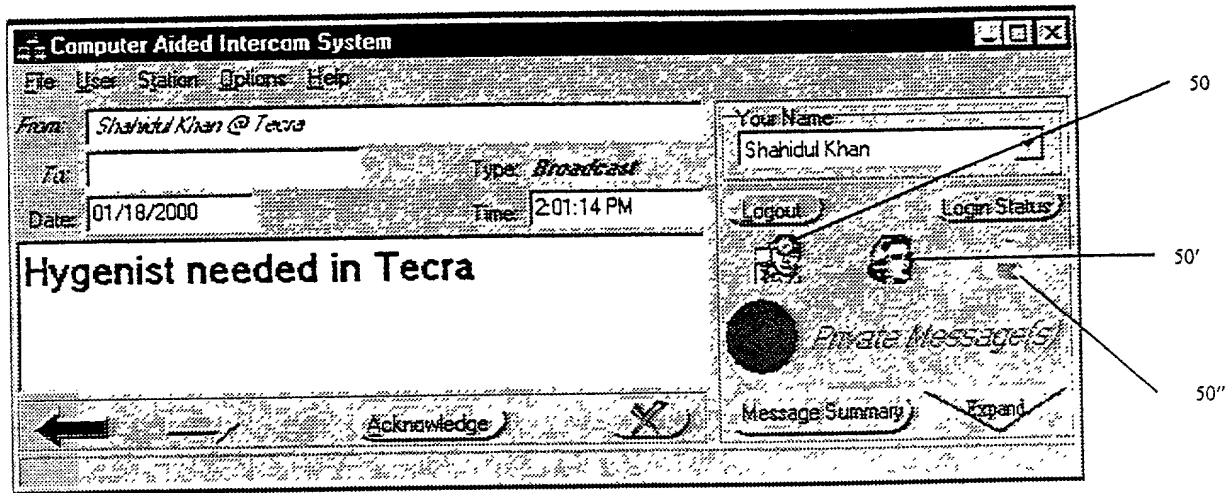 Computer Aided Intercom System
File User Station Options Help
From: Shahidul Khan @ Tecra
To:
Type: Broadcast
Date: 01/18/2000
Time: 2:01:14 PM
Hygenist needed in Tecra
Acknowledge
Your Name
Shahidul Khan
Logout Login Status
Private Message(s)
Message Summary Expand
50
50'
50"